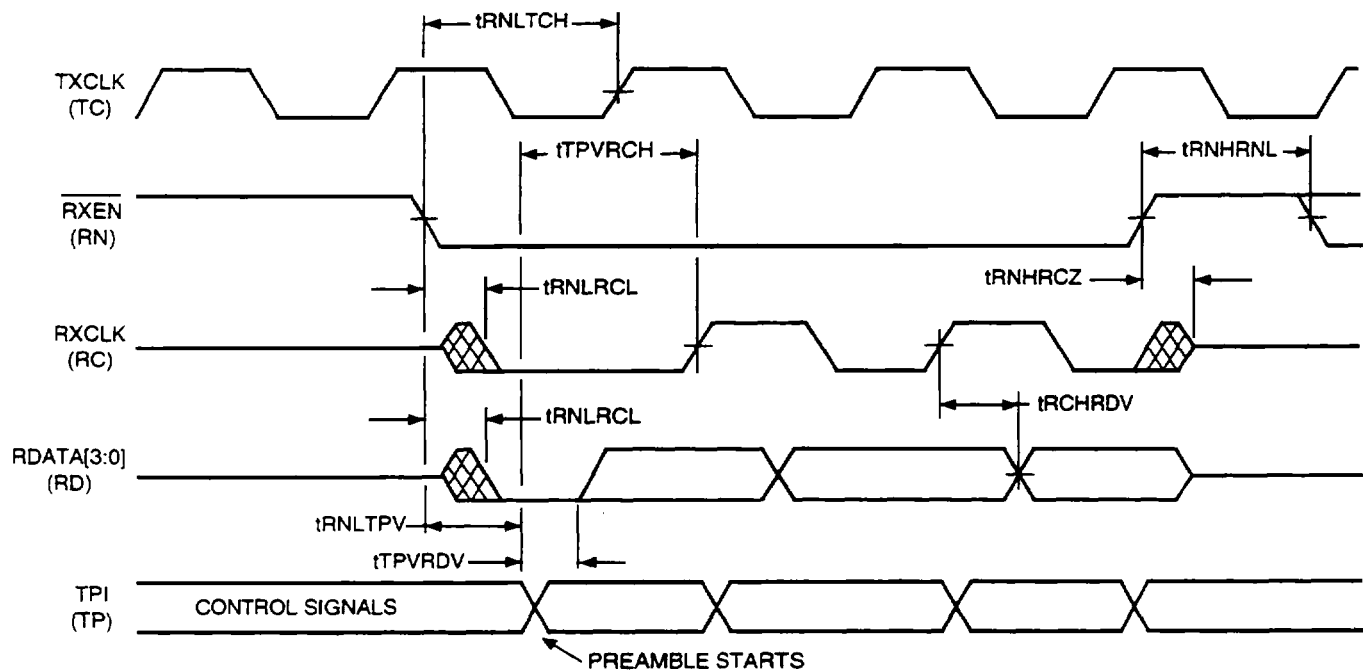 tRNLTCH
TXCLK
(TC)
tTPVRCH
tRNHRNL
RXEN
(RN)
tRNLRCL
tRNHRCZ
RXCLK
(RC)
tRNLRCL
tRCHRDV
RDATA[3:0]
(RD)
tRNLTPV
tTPVRDV
TPI
(TP)
CONTROL SIGNALS
PREAMBLE STARTS